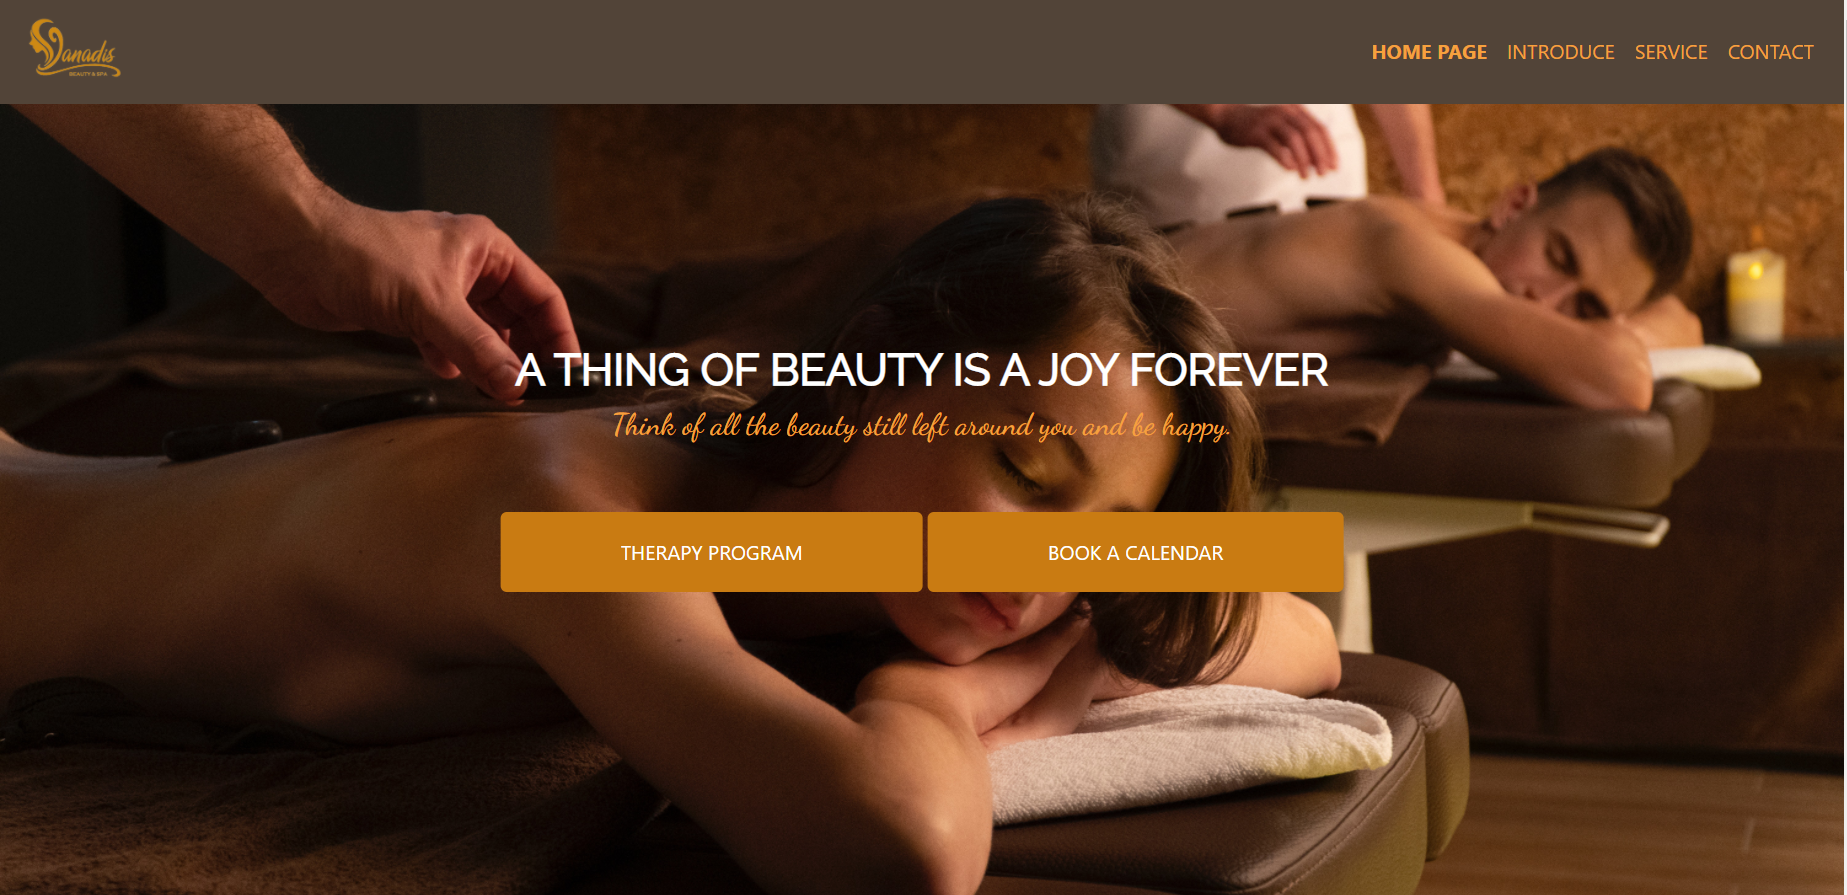 Vanadis
BEAUTY & SPA
HOME PAGE INTRODUCE SERVICE CONTACT
A THING OF BEAUTY IS A JOY FOREVER
Think of all the beauty still left around you and be happy.
THERAPY PROGRAM BOOK A CALENDAR